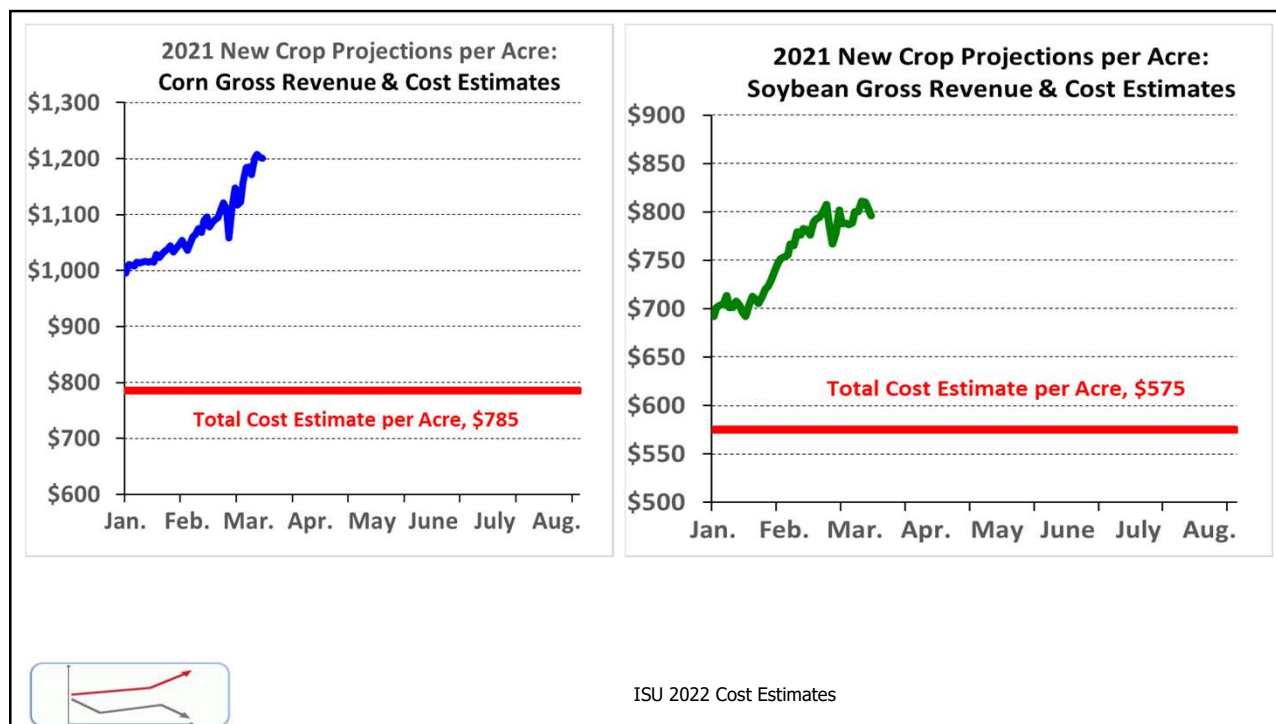 2021 New Crop Projections per Acre:
Corn Gross Revenue & Cost Estimates
$1,300
$1,200
$1,100
$1,000
$900
$800
$700
$600
Total Cost Estimate per Acre, $785
Jan. Feb. Mar. Apr. May June July Aug.
2021 New Crop Projections per Acre:
Soybean Gross Revenue & Cost Estimates
$900
$850
$800
$750
$700
$650
$600
$550
$500
Total Cost Estimate per Acre, $575
Jan. Feb. Mar. Apr. May June July Aug.
ISU 2022 Cost Estimates